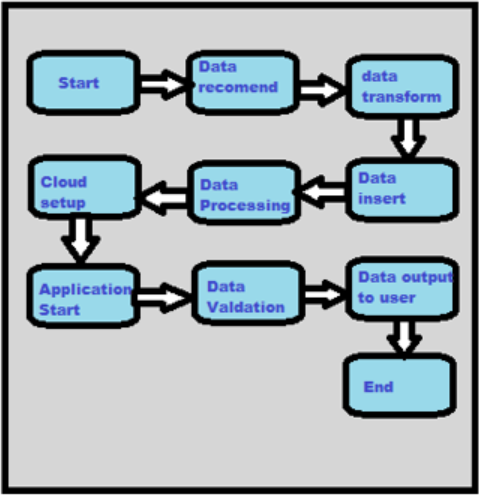 Start
Data
recomend
data
transform
Data
insert
Data
Processing
Cloud
setup
Application
Start
Data
Valdation
Data output
to user
End